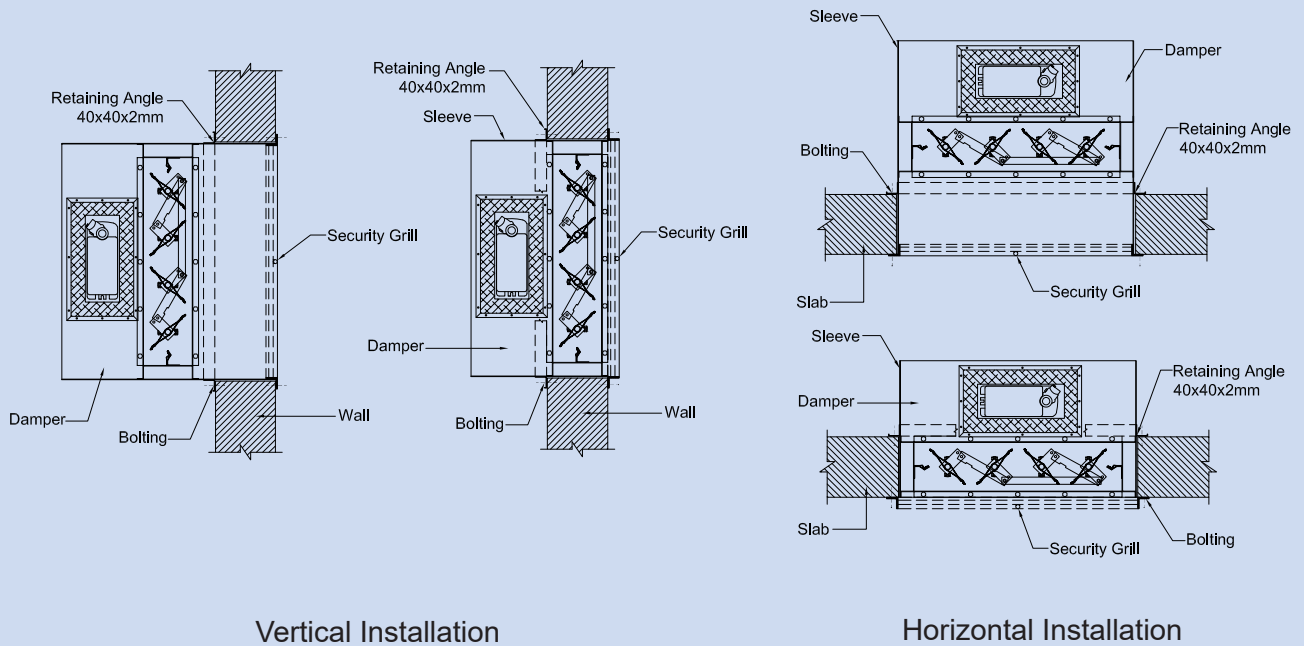 Retaining Angle
40x40x2mm
Security Grill
Damper
Bolting
Wall
Retaining Angle
40x40x2mm
Sleeve
Security Grill
Damper
Bolting
Wall
Vertical Installation
Sleeve
Damper
Retaining Angle
40x40x2mm
Bolting
Slab
Security Grill
Sleeve
Damper
Retaining Angle
40x40x2mm
Slab
Security Grill
Bolting
Horizontal Installation